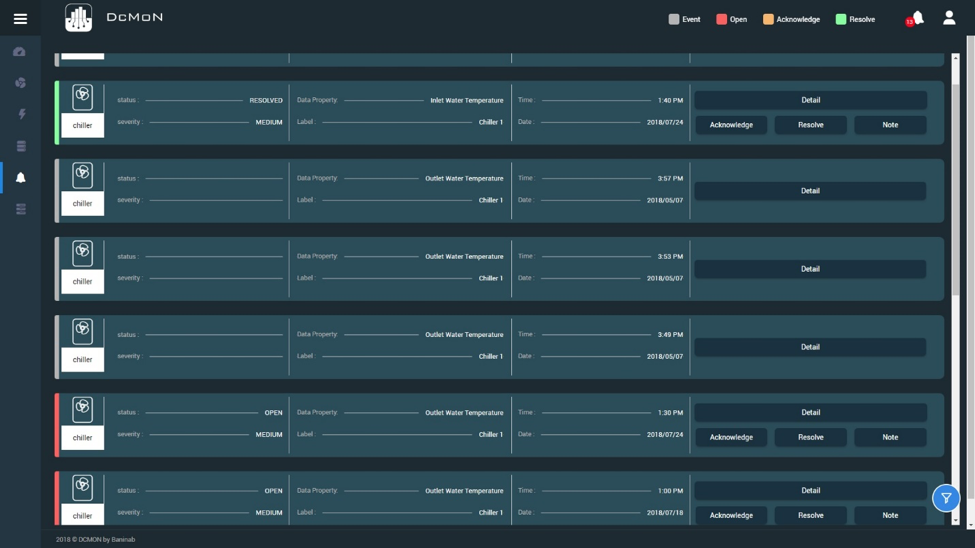 DCMON
Event Open Acknowledge Resolve
13
status : RESOLVED Data Property: Inlet Water Temperature Time : 1:40 PM Detail
chiller severity : MEDIUM Label : Chiller 1 Date : 2018/07/24 Acknowledge Resolve Note
status : Data Property: Outlet Water Temperature Time : 3:57 PM Detail
chiller severity : Label : Chiller 1 Date : 2018/05/07
status : Data Property: Outlet Water Temperature Time : 3:53 PM Detail
chiller severity : Label : Chiller 1 Date : 2018/05/07
status : Data Property: Outlet Water Temperature Time : 3:49 PM Detail
chiller severity : Label : Chiller 1 Date : 2018/05/07
status : OPEN Data Property: Outlet Water Temperature Time : 1:30 PM Detail
chiller severity : MEDIUM Label : Chiller 1 Date : 2018/07/24 Acknowledge Resolve Note
status : OPEN Data Property: Outlet Water Temperature Time : 1:00 PM Detail
chiller severity : MEDIUM Label : Chiller 1 Date : 2018/07/18 Acknowledge Resolve Note
2018 © DCMON by Baninab